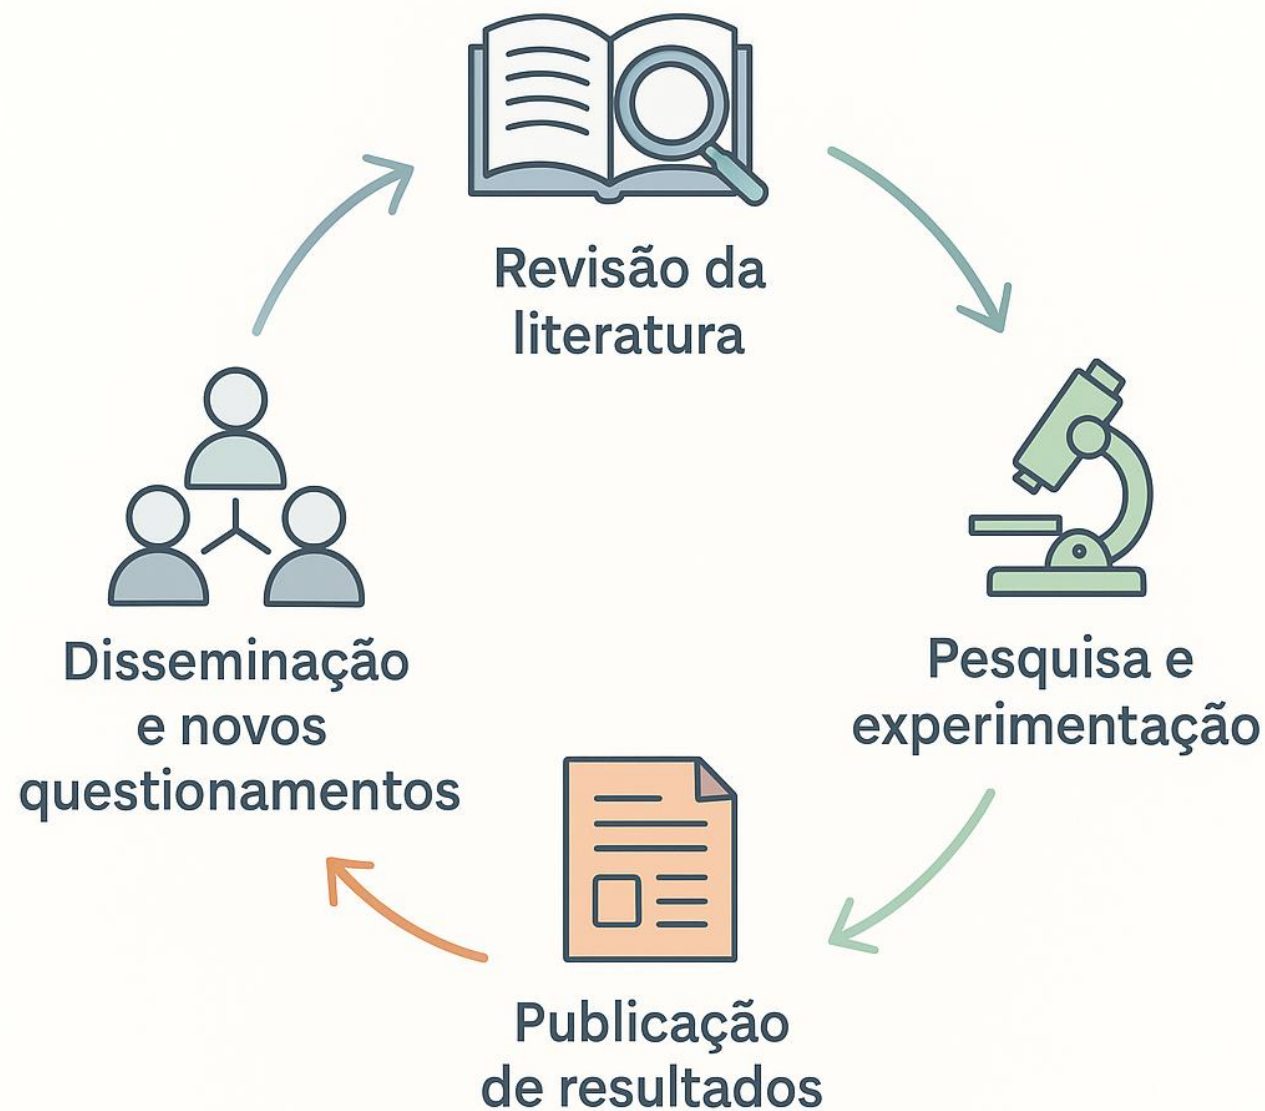 Revisão da
literatura
Pesquisa e
experimentação
Publicação
de resultados
Disseminação
e novos
questionamentos